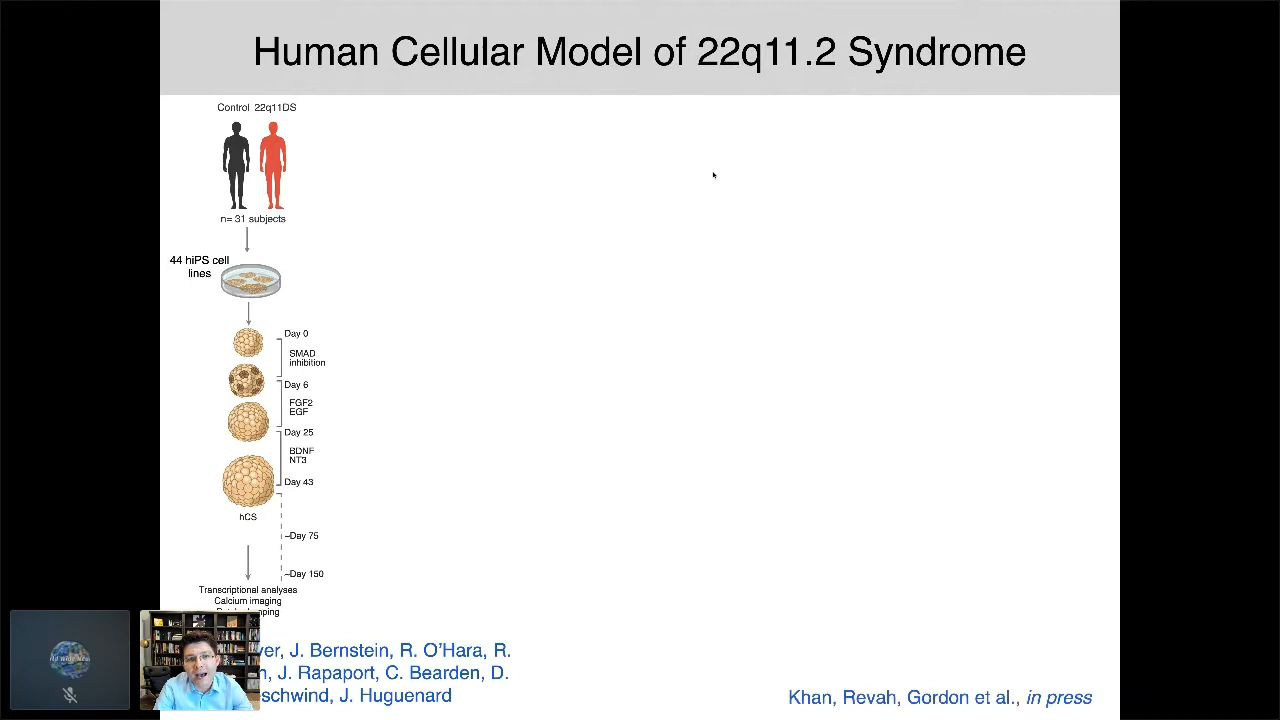 Human Cellular Model of 22q11.2 Syndrome
Control 22q11DS
n= 31 subjects
44 hiPS cell
lines
Day 0
SMAD
inhibition
Day 6
FGF2
EGF
Day 25
BDNF
NT3
Day 43
hCS
~Day 75
~Day 150
Transcriptional analyses
Calcium imaging
J. Bernstein, R. O'Hara, R.
J. Rapaport, C. Bearden, D.
schwind, J. Huguenard
Khan, Revah, Gordon et al., in press